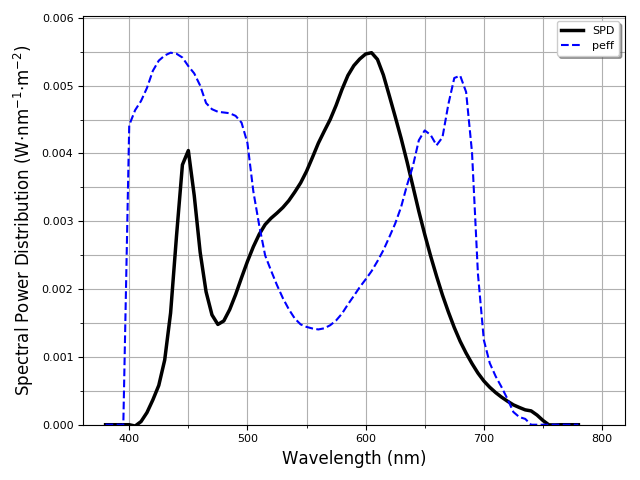 0.006
0.005
0.004
0.003
0.002
0.001
0.000
Spectral Power Distribution (W·nm⁻¹·m⁻²)
SPD
peff
400 500 600 700 800
Wavelength (nm)